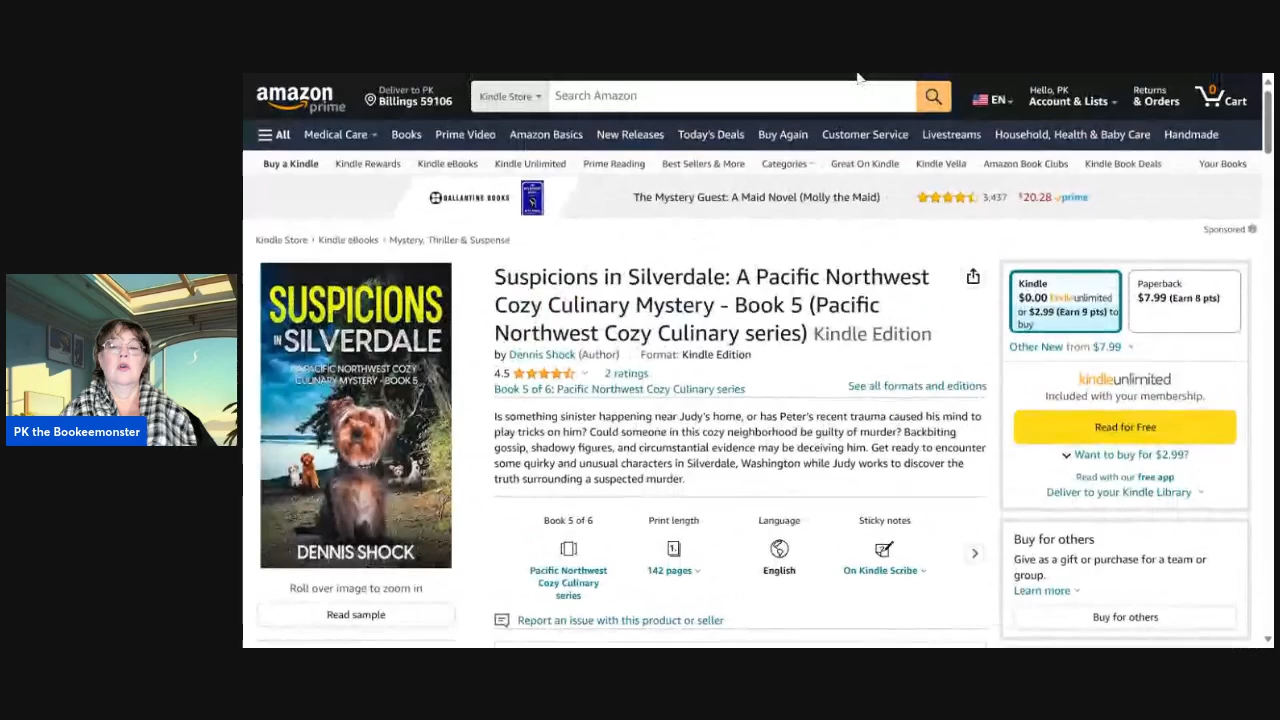 amazon prime
Deliver to PK
Billings 59106
Kindle Store
Search Amazon
EN
Hello, PK
Account & Lists
Returns
& Orders
0
Cart
All
Medical Care
Books
Prime Video
Amazon Basics
New Releases
Today's Deals
Buy Again
Customer Service
Livestreams
Household, Health & Baby Care
Handmade
Buy a Kindle
Kindle Rewards
Kindle eBooks
Kindle Unlimited
Prime Reading
Best Sellers & More
Categories
Great On Kindle
Kindle Vella
Amazon Book Clubs
Kindle Book Deals
Your Books
BALLANTINE BOOKS
The Mystery Guest: A Maid Novel (Molly the Maid)
3,437
$20.28 prime
Sponsored
Kindle Store › Kindle eBooks › Mystery, Thriller & Suspense
SUSPICIONS
IN SILVERDALE
A PACIFIC NORTHWEST COZY
CULINARY MYSTERY - BOOK 5
DENNIS SHOCK
Roll over image to zoom in
Read sample
Suspicions in Silverdale: A Pacific Northwest
Cozy Culinary Mystery - Book 5 (Pacific
Northwest Cozy Culinary series) Kindle Edition
by Dennis Shock (Author) Format: Kindle Edition
4.5 2 ratings
Book 5 of 6: Pacific Northwest Cozy Culinary series
See all formats and editions
Is something sinister happening near Judy's home, or has Peter's recent trauma caused his mind to
play tricks on him? Could someone in this cozy neighborhood be guilty of murder? Backbiting
gossip, shadowy figures, and circumstantial evidence may be deceiving him. Get ready to encounter
some quirky and unusual characters in Silverdale, Washington while Judy works to discover the
truth surrounding a suspected murder.
Book 5 of 6
Pacific Northwest
Cozy Culinary
series
Print length
142 pages
Language
English
Sticky notes
On Kindle Scribe
Report an issue with this product or seller
Kindle
$0.00 kindleunlimited
or $2.99 (Earn 9 pts) to
buy
Paperback
$7.99 (Earn 8 pts)
Other New from $7.99
kindleunlimited
Included with your membership.
Read for Free
Want to buy for $2.99?
Read with our free app
Deliver to your Kindle Library
Buy for others
Give as a gift or purchase for a team or
group.
Learn more
Buy for others
PK the Bookeemonster